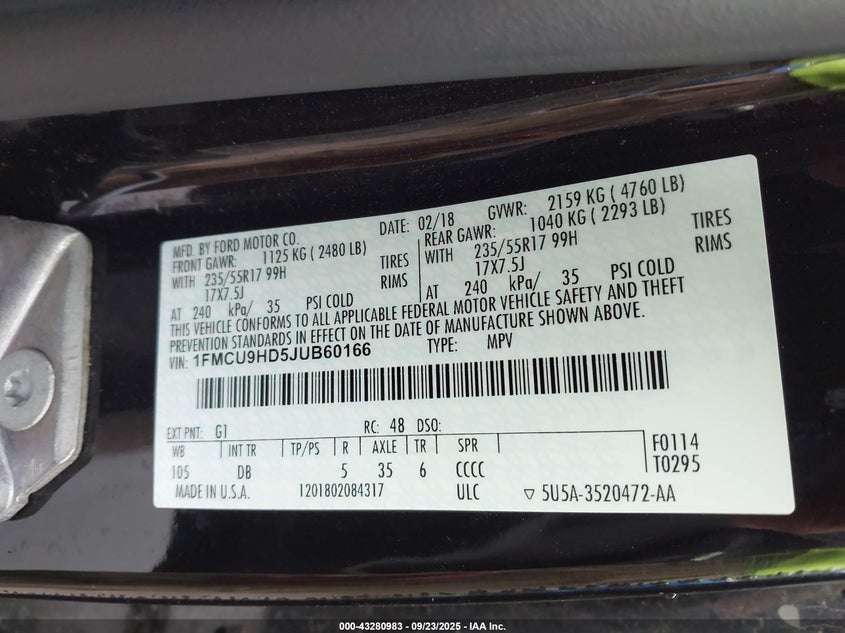 MFD. BY FORD MOTOR CO.
DATE: 02/18 GVWR: 2159 KG ( 4760 LB)
FRONT GAWR: 1125 KG ( 2480 LB)
WITH 235/55R17 99H TIRES
17X7.5J RIMS
AT 240 kPa/ 35 PSI COLD
REAR GAWR: 1040 KG ( 2293 LB)
WITH 235/55R17 99H TIRES
17X7.5J RIMS
AT 240 kPa/ 35 PSI COLD
THIS VEHICLE CONFORMS TO ALL APPLICABLE FEDERAL MOTOR VEHICLE SAFETY AND THEFT
PREVENTION STANDARDS IN EFFECT ON THE DATE OF MANUFACTURE SHOWN ABOVE.
VIN: 1FMCU9HD5JUB60166 TYPE: MPV
EXT PNT: G1 RC: 48 DSO:
WB INT TR TP/PS R AXLE TR SPR F0114
105 DB 5 35 6 CCCC T0295
MADE IN U.S.A. 1201802084317 ULC 5U5A-3520472-AA
000-43280983 - 09/23/2025 - IAA Inc.